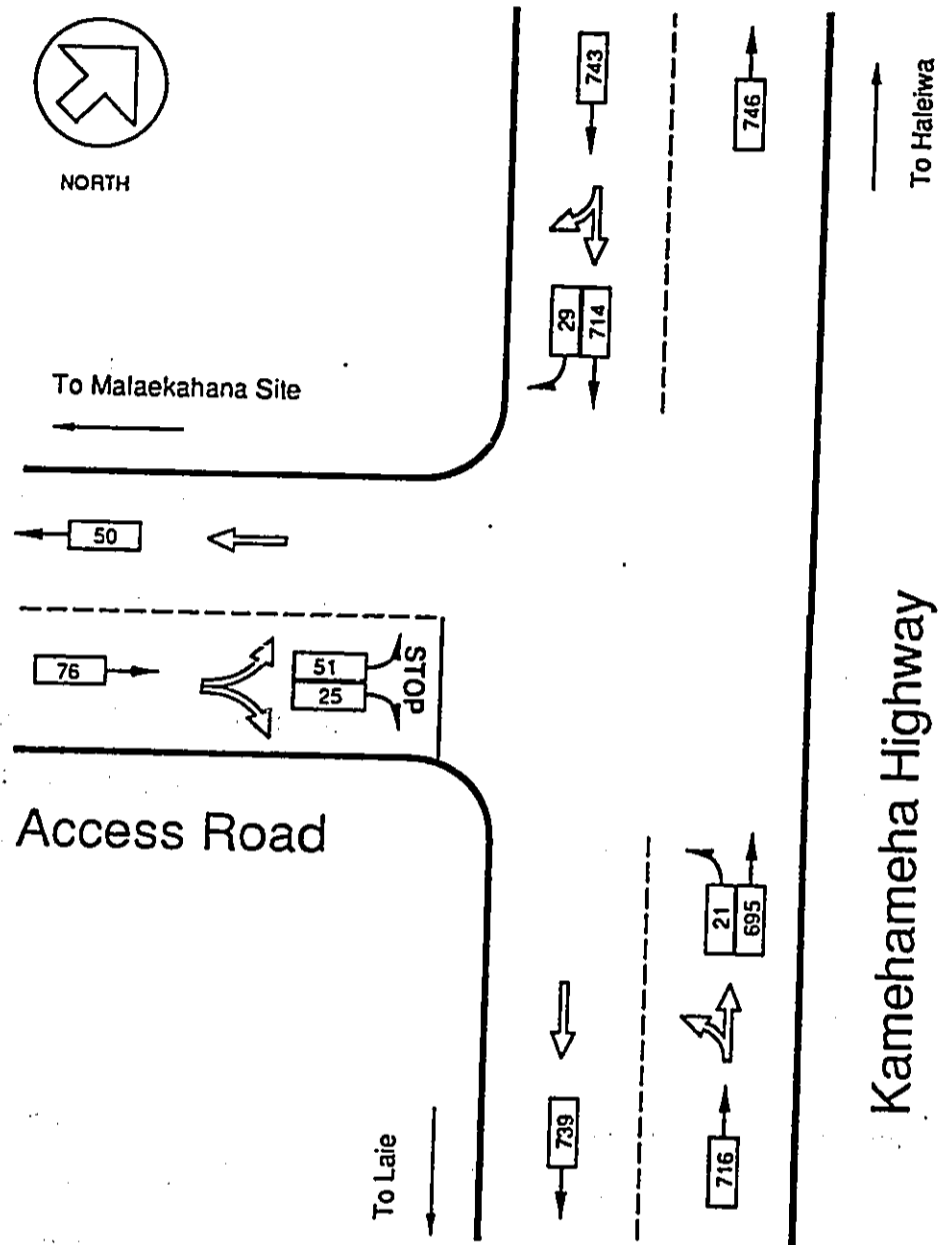 NORTH
743
746
To Haleiwa
29
714
To Malaekahana Site
50
76
51
25
STOP
Access Road
21
695
Kamehameha Highway
To Laie
739
716